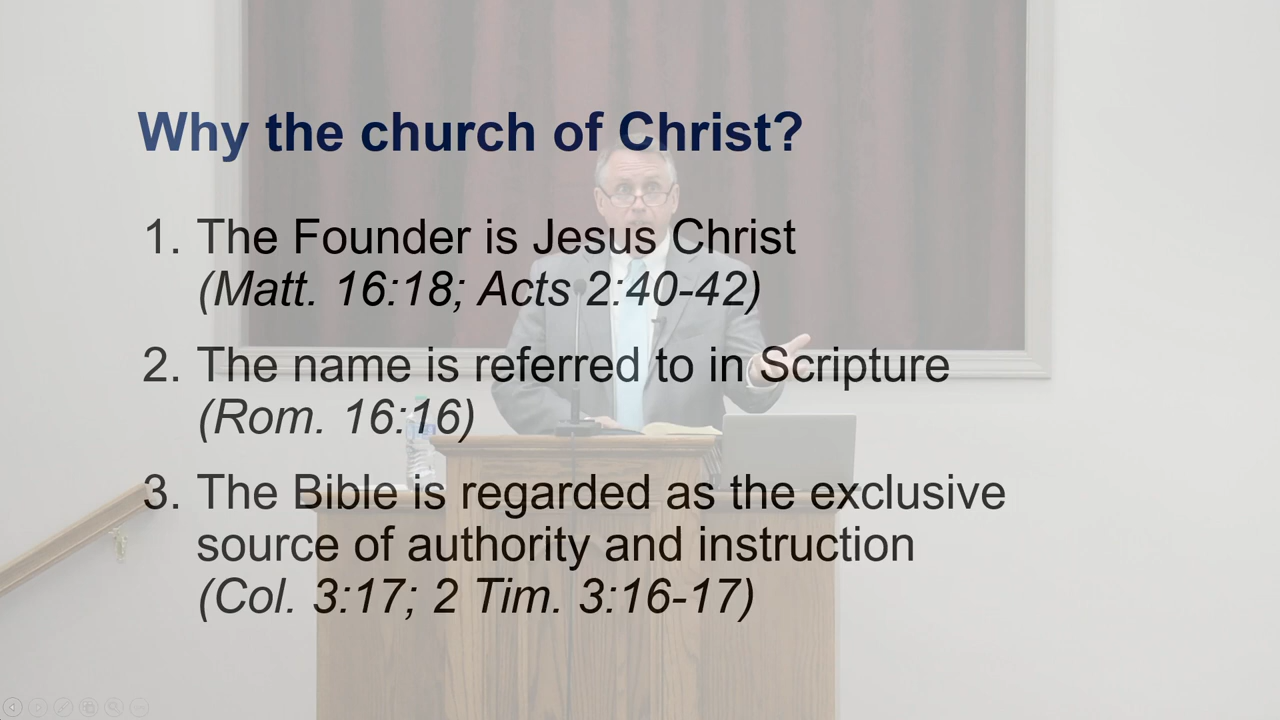 Why the church of Christ?
1. The Founder is Jesus Christ
(Matt. 16:18; Acts 2:40-42)
2. The name is referred to in Scripture
(Rom. 16:16)
3. The Bible is regarded as the exclusive
source of authority and instruction
(Col. 3:17; 2 Tim. 3:16-17)